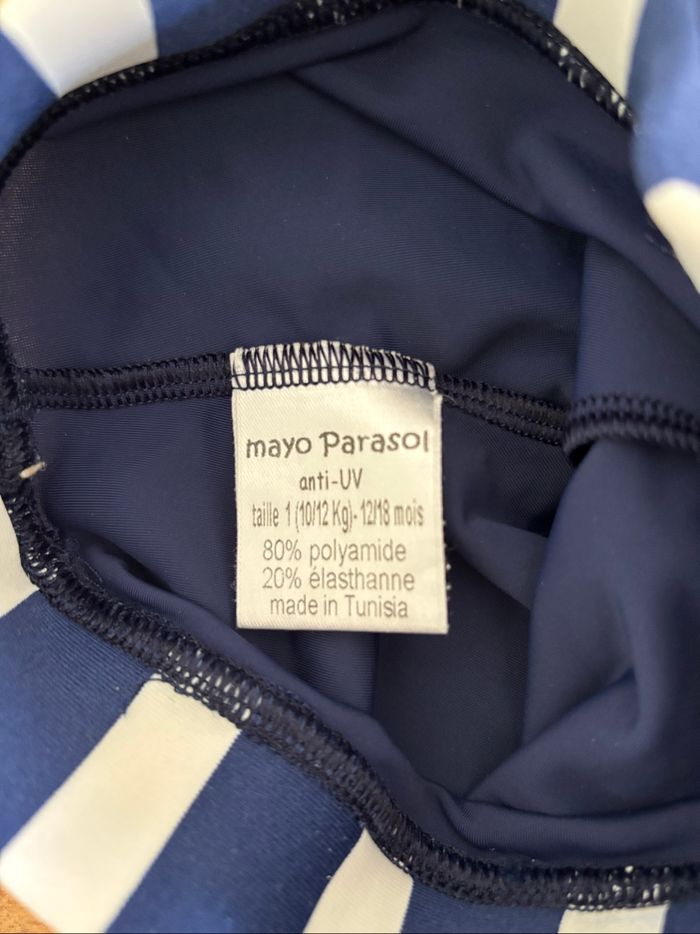 mayo Parasol
anti-UV
taille 1 (10/12 Kg)- 12/18 mois
80% polyamide
20% élasthanne
made in Tunisia